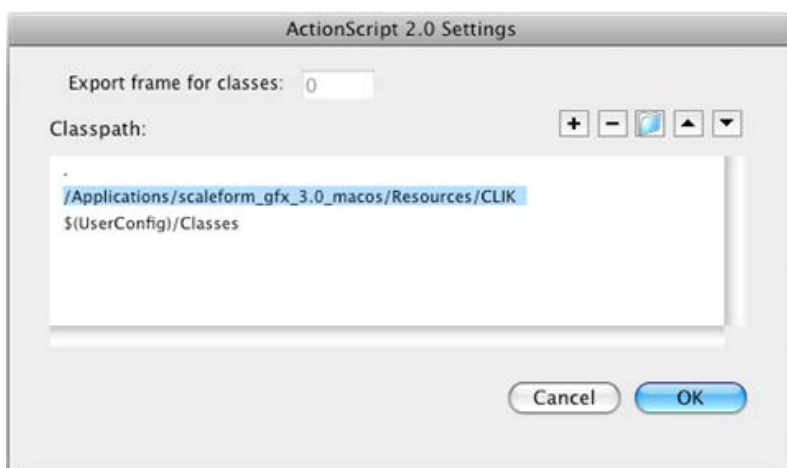 ActionScript 2.0 Settings
Export frame for classes: 0
Classpath:
.
/Applications/scaleform_gfx_3.0_macos/Resources/CLIK
$(UserConfig)/Classes
Cancel OK